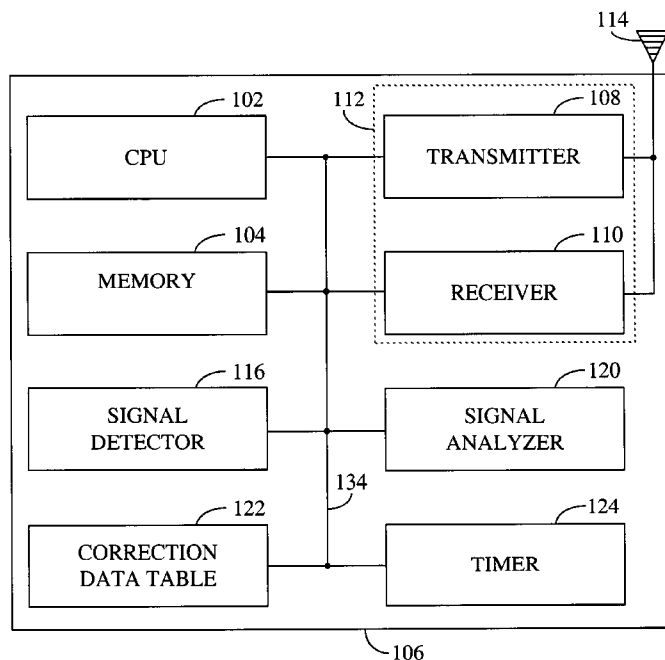 114
102
112
108
CPU
TRANSMITTER
104
110
MEMORY
RECEIVER
116
120
SIGNAL
DETECTOR
SIGNAL
ANALYZER
134
122
124
CORRECTION
DATA TABLE
TIMER
106